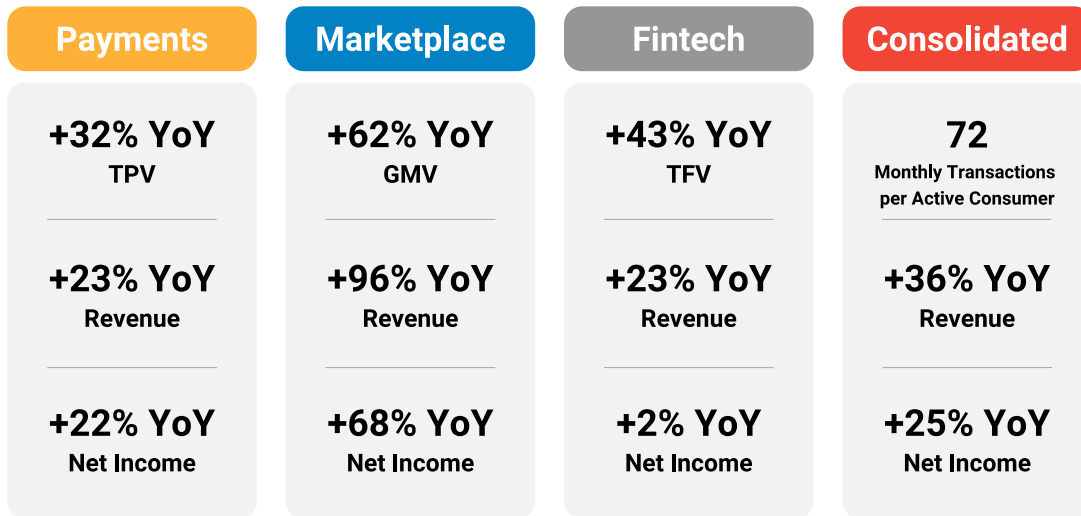 Payments
+32% YoY
TPV
+23% YoY
Revenue
+22% YoY
Net Income
Marketplace
+62% YoY
GMV
+96% YoY
Revenue
+68% YoY
Net Income
Fintech
+43% YoY
TFV
+23% YoY
Revenue
+2% YoY
Net Income
Consolidated
72
Monthly Transactions
per Active Consumer
+36% YoY
Revenue
+25% YoY
Net Income